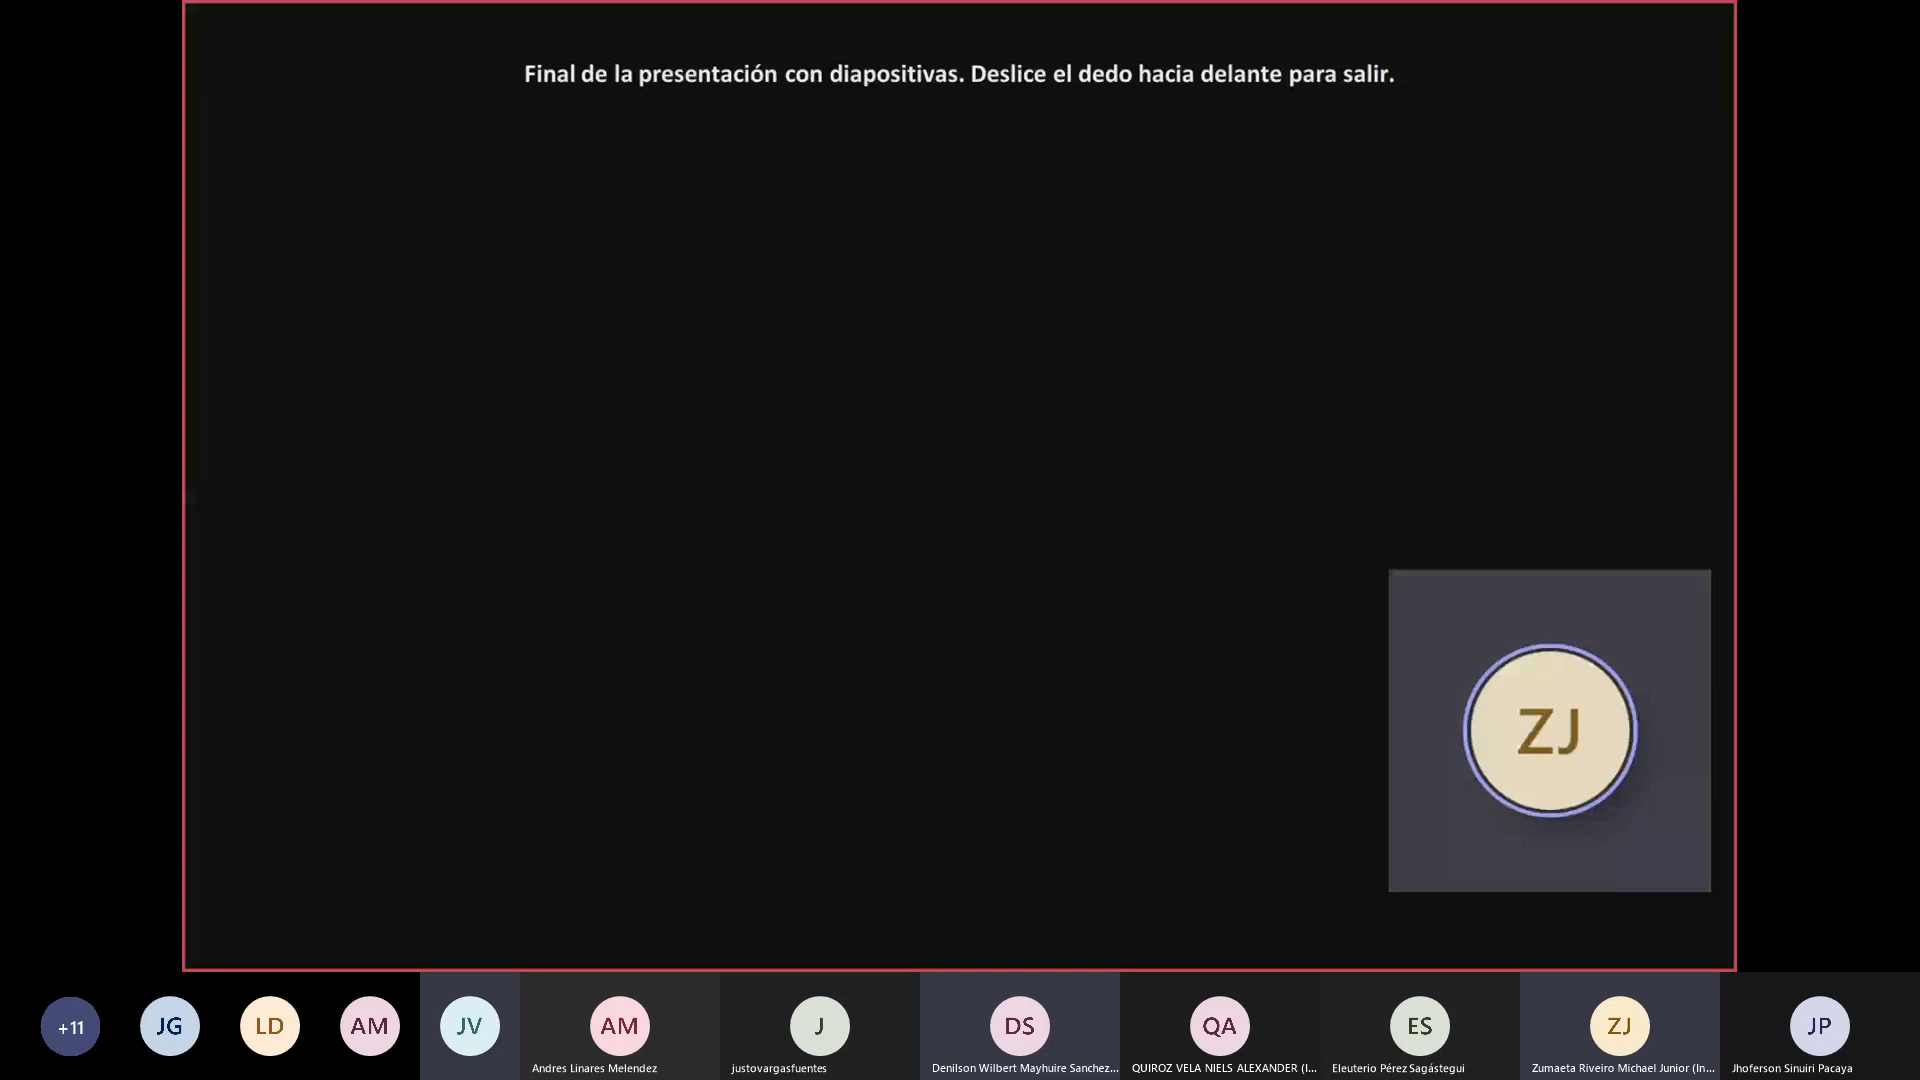 Final de la presentación con diapositivas. Deslice el dedo hacia delante para salir.
ZJ
+11
JG
LD
AM
JV
AM
Andres Linares Melendez
J
justovargasfuentes
DS
Denilson Wilbert Mayhuire Sanchez...
QA
QUIROZ VELA NIELS ALEXANDER (I...
ES
Eleuterio Pérez Sagástegui
ZJ
Zumaeta Riveiro Michael Junior (In...
JP
Jhoferson Sinuiri Pacaya